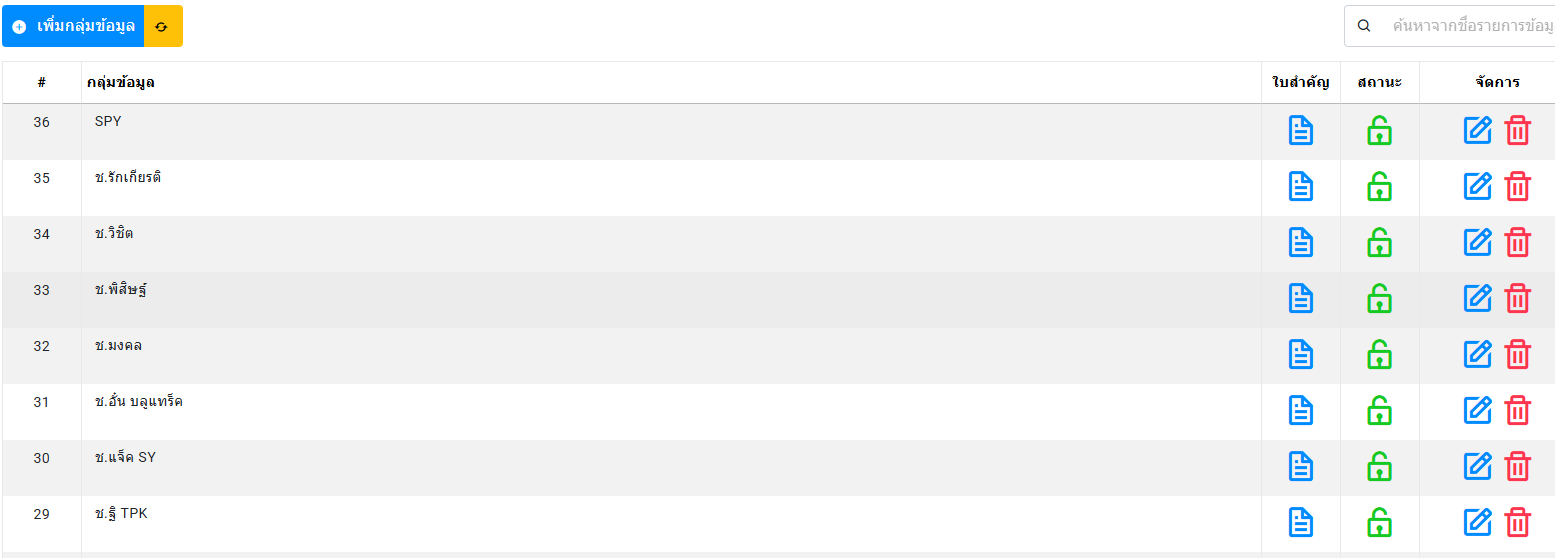 เพิ่มกลุ่มข้อมูล
ค้นหาจากชื่อรายการข้อมู
# กลุ่มข้อมูล ใบสำคัญ สถานะ จัดการ
36 SPY
35 ช.รักเกียรติ
34 ช.วิชิต
33 ช.พิสิษฐ์
32 ช.มงคล
31 ช.อั๋น บลูแทร็ค
30 ช.แจ็ค SY
29 ช.ฐิ TPK